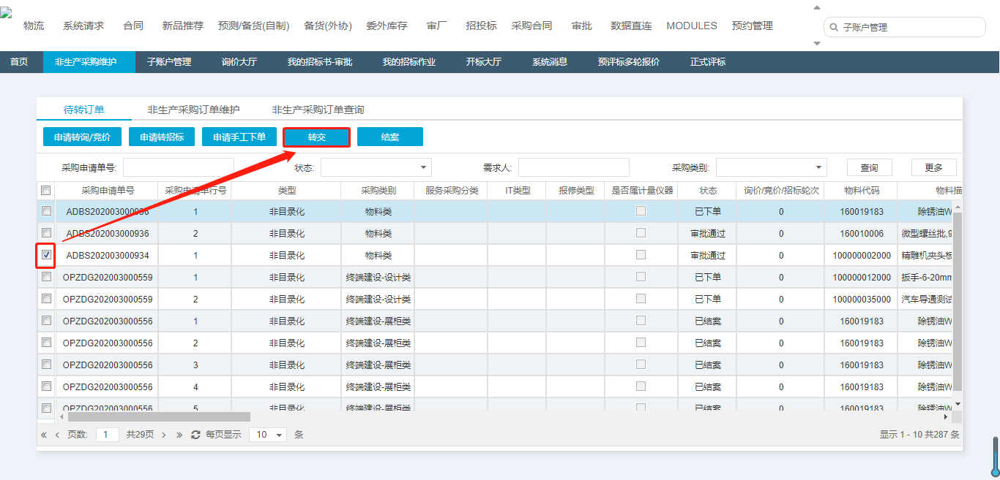 物流 系统请求 合同 新品推荐 预测/备货(自制) 备货(外协) 委外库存 审厂 招投标 采购合同 审批 数据直连 MODULES 预约管理 子账户管理
首页 非生产采购维护 子账户管理 询价大厅 我的招标书-审批 我的招标作业 开标大厅 系统消息 预评标多轮报价 正式评标
待转订单 非生产采购订单维护 非生产采购订单查询
申请转询/竞价 申请转招标 申请手工下单 转交 结案
采购申请单号: 状态: 需求人: 采购类别: 查询 更多
采购申请单号 采购申请单行号 类型 采购类别 服务采购分类 IT类型 报修类型 是否属计量仪器 状态 询价/竞价/招标轮次 物料代码 物料描
ADBS202003000936 1 非目录化 物料类 已下单 0 160019183 除锈油W
ADBS202003000936 2 非目录化 物料类 审批通过 0 160010006 微型螺丝批,9
ADBS202003000934 1 非目录化 物料类 审批通过 0 100000002000 精雕机夹头板
OPZDG202003000559 1 非目录化 终端建设-设计类 已下单 0 100000012000 扳手-6-20mm
OPZDG202003000559 2 非目录化 终端建设-设计类 已下单 0 100000035000 汽车导通测试
OPZDG202003000556 1 非目录化 终端建设-展柜类 已结案 0 160019183 除锈油W
OPZDG202003000556 2 非目录化 终端建设-展柜类 已结案 0 160019183 除锈油W
OPZDG202003000556 3 非目录化 终端建设-展柜类 已结案 0 160019183 除锈油W
OPZDG202003000556 4 非目录化 终端建设-展柜类 已结案 0 160019183 除锈油W
OPZDG202003000556 5 非目录化 终端建设-展柜类 已结案 0 160019183 除锈油W
« ‹ 页数: 1 共29页 › » 每页显示 10 条 显示 1 - 10 共287 条